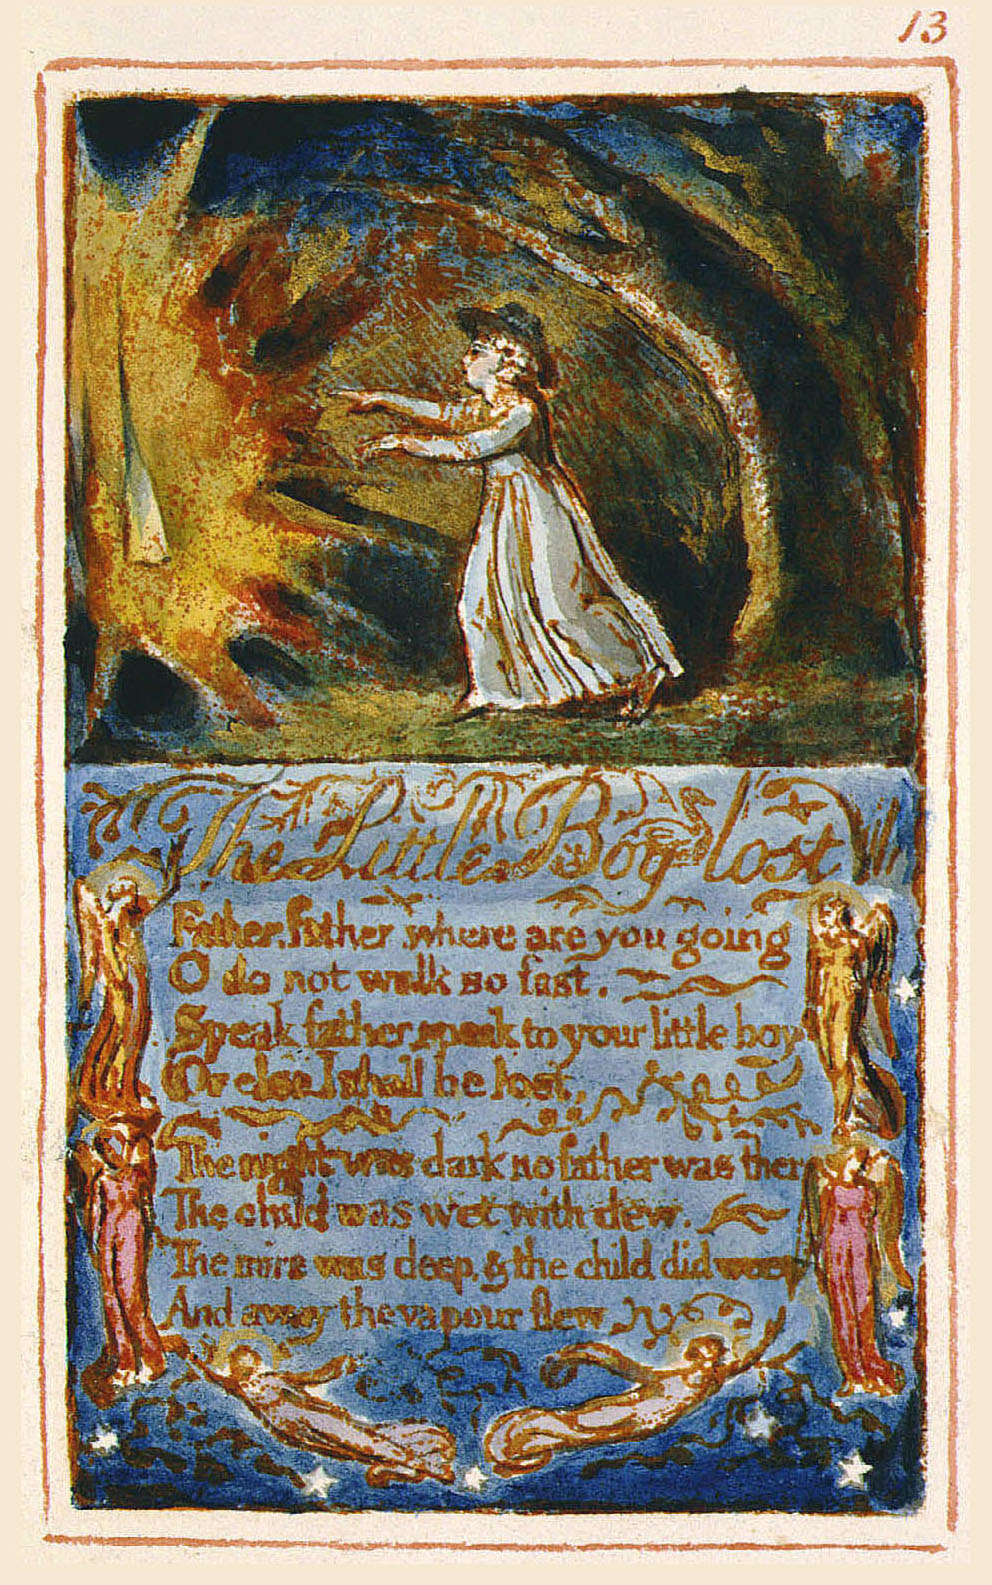 13
The Little Boy lost
Father, father, where are you going
O do not walk so fast.
Speak father, speak to your little boy
Or else I shall be lost,
The night was dark no father was there
The child was wet with dew.
The mire was deep, & the child did weep
And away the vapour flew